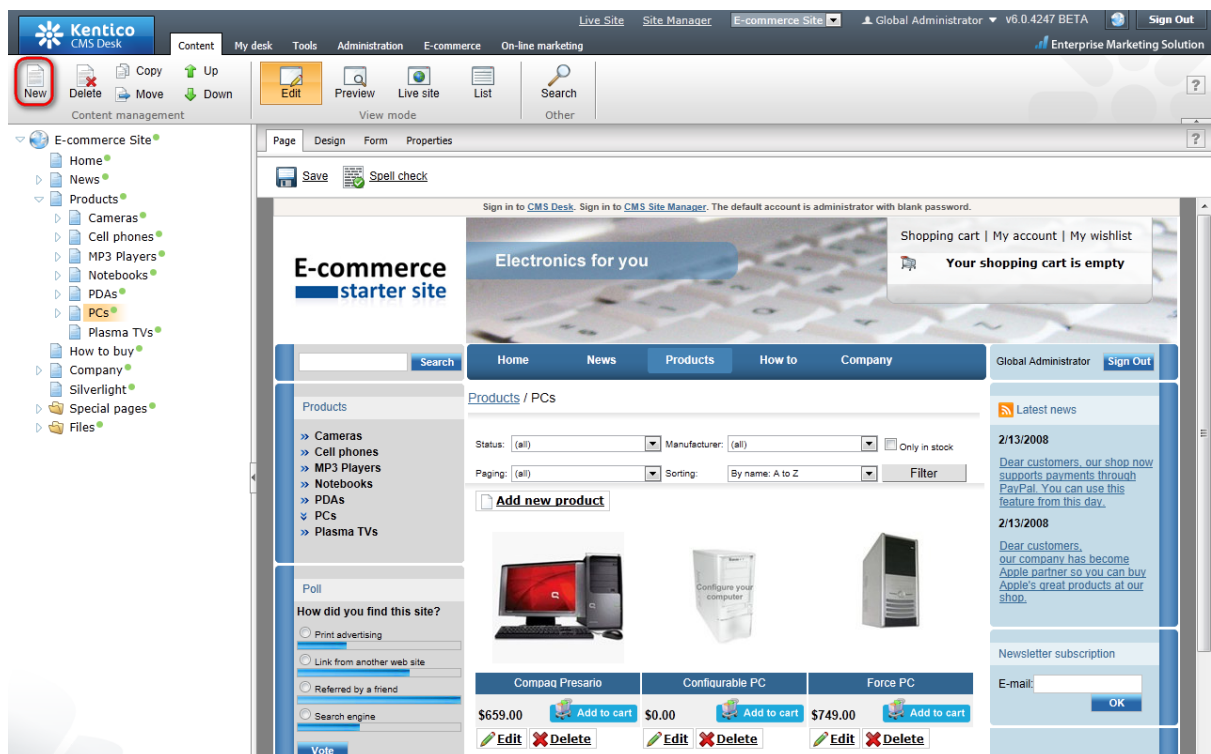 Kentico
CMS Desk
Live Site Site Manager E-commerce Site Global Administrator v6.0.4247 BETA Sign Out
Content My desk Tools Administration E-commerce On-line marketing Enterprise Marketing Solution
New Delete Copy Move Up Down
Content management
Edit Preview Live site List
View mode
Search
Other
?
E-commerce Site
Home
News
Products
Cameras
Cell phones
MP3 Players
Notebooks
PDAs
PCs
Plasma TVs
How to buy
Company
Silverlight
Special pages
Files
Page Design Form Properties ?
Save Spell check
Sign in to CMS Desk. Sign in to CMS Site Manager. The default account is administrator with blank password.
E-commerce
starter site
Electronics for you
Shopping cart | My account | My wishlist
Your shopping cart is empty
Search
Home News Products How to Company
Global Administrator Sign Out
Products
» Cameras
» Cell phones
» MP3 Players
» Notebooks
» PDAs
PCs
» Plasma TVs
Poll
How did you find this site?
Print advertising
Link from another web site
Referred by a friend
Search engine
Vote
Products / PCs
Status: (all) Manufacturer: (all) Only in stock
Paging: (all) Sorting: By name: A to Z Filter
Add new product
Configure your
computer
Compaq Presario Configurable PC Force PC
$659.00 Add to cart $0.00 Add to cart $749.00 Add to cart
Edit Delete Edit Delete Edit Delete
Latest news
2/13/2008
Dear customers, our shop now
supports payments through
PayPal. You can use this
feature from this day.
2/13/2008
Dear customers,
our company has become
Apple partner so you can buy
Apple's great products at our
shop.
Newsletter subscription
E-mail:
OK